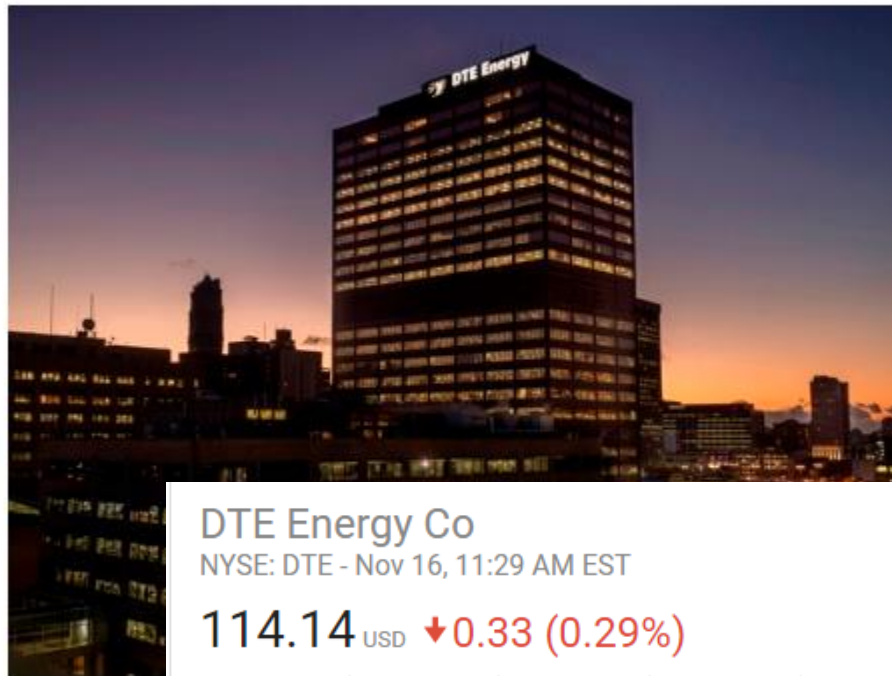 DTE Energy
DTE Energy Co
NYSE: DTE - Nov 16, 11:29 AM EST
114.14 USD 0.33 (0.29%)